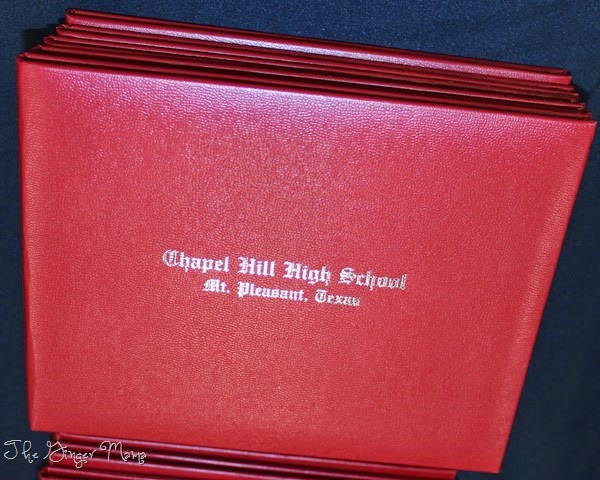 Chapel Hill High School
Mt. Pleasant, Texas
The Ginger Mama